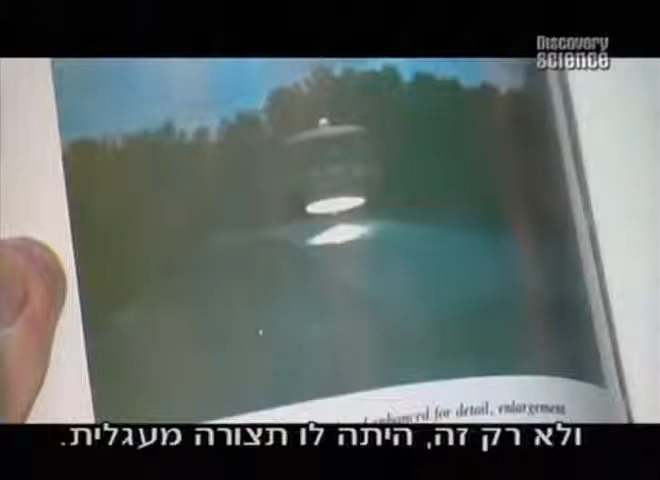 Discovery
SCIENCE
enhanced for detail, enlargement
ולא רק זה, היתה לו תצורה מעגלית.